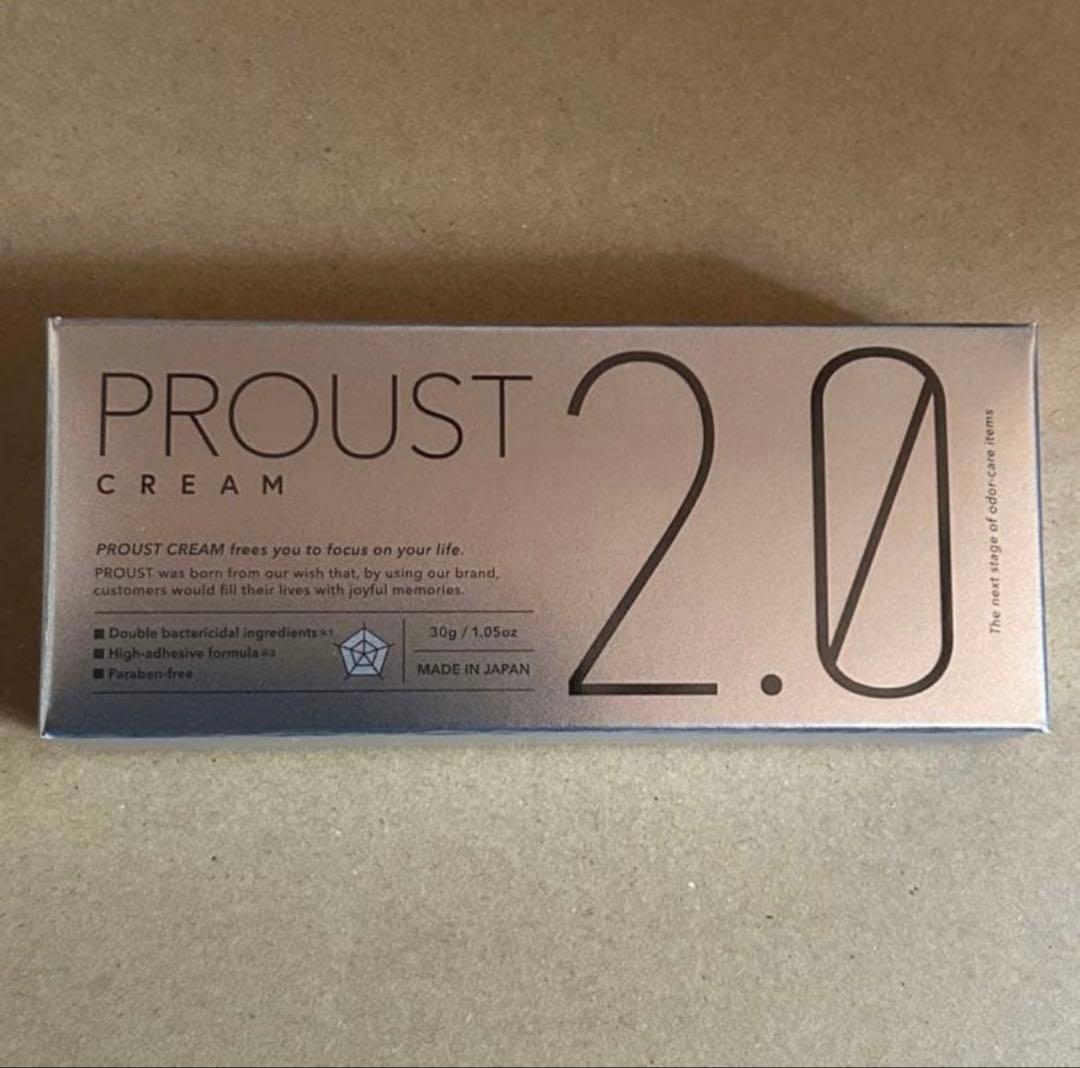 PROUST
CREAM
2.0
PROUST CREAM frees you to focus on your life.
PROUST was born from our wish that, by using our brand,
customers would fill their lives with joyful memories.
■ Double bactericidal ingredients※1
■ High-adhesive formula※2
■ Paraben-free
30g / 1.05oz
MADE IN JAPAN
The next stage of odor-care items